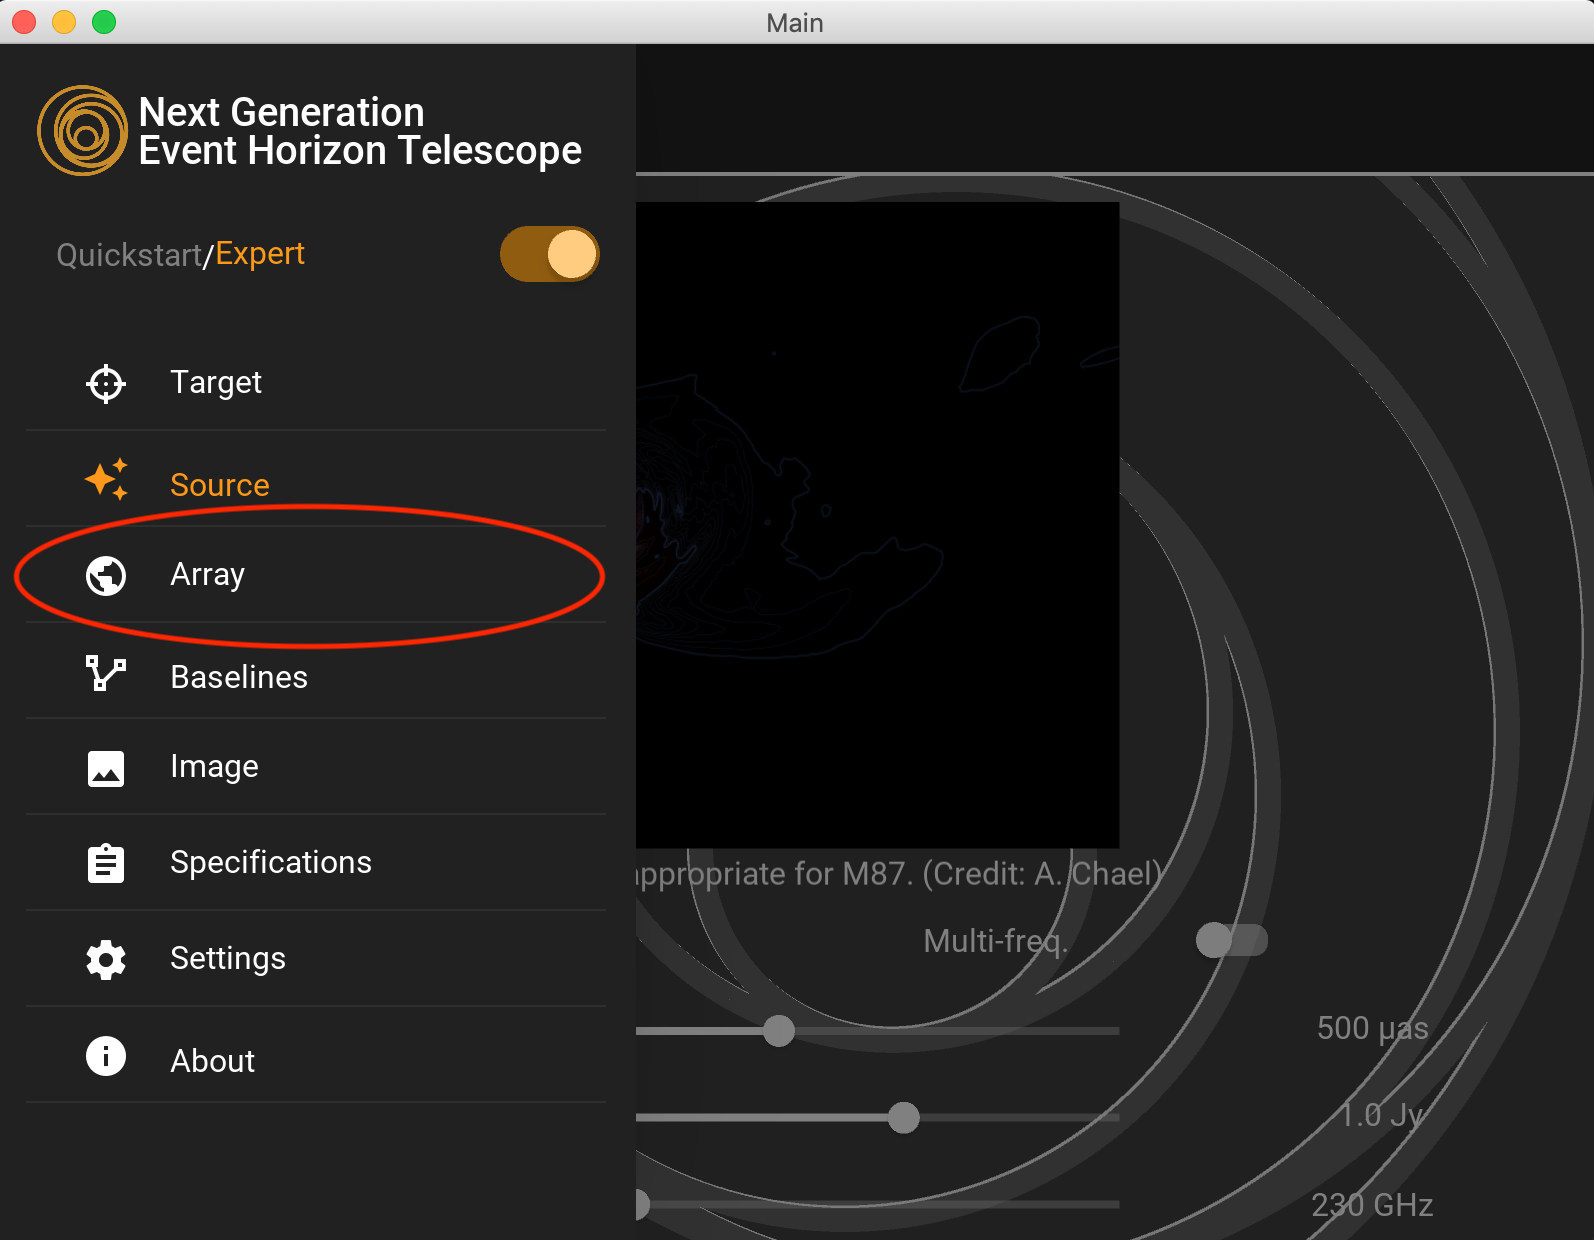 Main
Next Generation
Event Horizon Telescope
Quickstart/Expert
Target
Source
Array
Baselines
Image
Specifications
Settings
About
appropriate for M87. (Credit: A. Chael)
Multi-freq.
500 µas
1.0 Jy
230 GHz